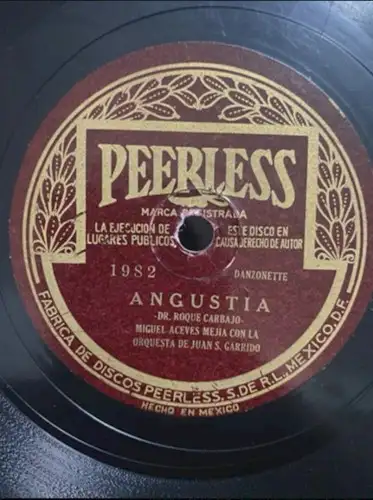 PEERLESS
MARCA REGISTRADA
LA EJECUCION DE ESTE DISCO EN
LUGARES PUBLICOS CAUSA DERECHO DE AUTOR
1982 DANZONETTE
ANGUSTIA
-DR. ROQUE CARBAJO-
MIGUEL ACEVES MEJIA CON LA
ORQUESTA DE JUAN S. GARRIDO
FABRICA DE DISCOS PEERLESS, S. DE R.L., MEXICO, D.F.
HECHO EN MEXICO